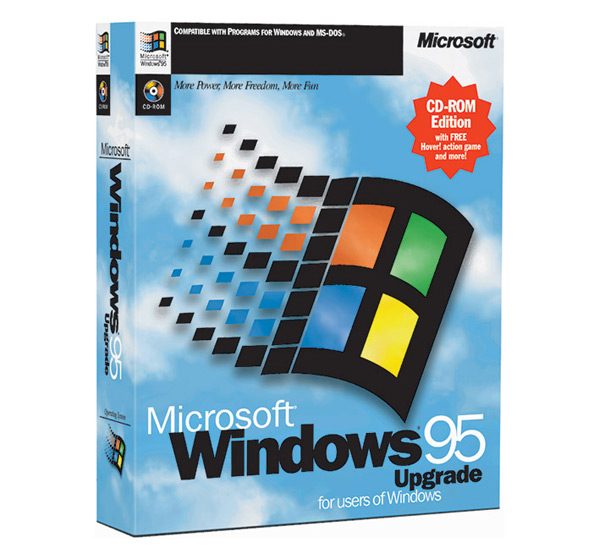 COMPATIBLE WITH PROGRAMS FOR WINDOWS AND MS-DOS®
Microsoft®
Microsoft®
Windows®95
CD-ROM
More Power, More Freedom, More Fun
CD-ROM
Edition
with FREE
Hover! action game
and more!
Microsoft®
Windows®95
Upgrade
for users of Windows
CD-ROM
Microsoft®
Windows®95
Upgrade
Operating System